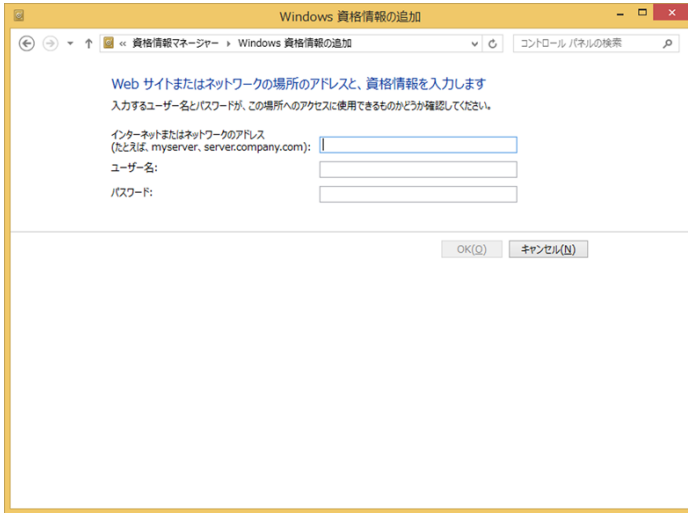 Windows 資格情報の追加
« 資格情報マネージャー ▸ Windows 資格情報の追加
コントロール パネルの検索
Web サイトまたはネットワークの場所のアドレスと、資格情報を入力します
入力するユーザー名とパスワードが、この場所へのアクセスに使用できるものかどうか確認してください。
インターネットまたはネットワークのアドレス
(たとえば、myserver、server.company.com):
ユーザー名:
パスワード:
OK(O)
キャンセル(N)